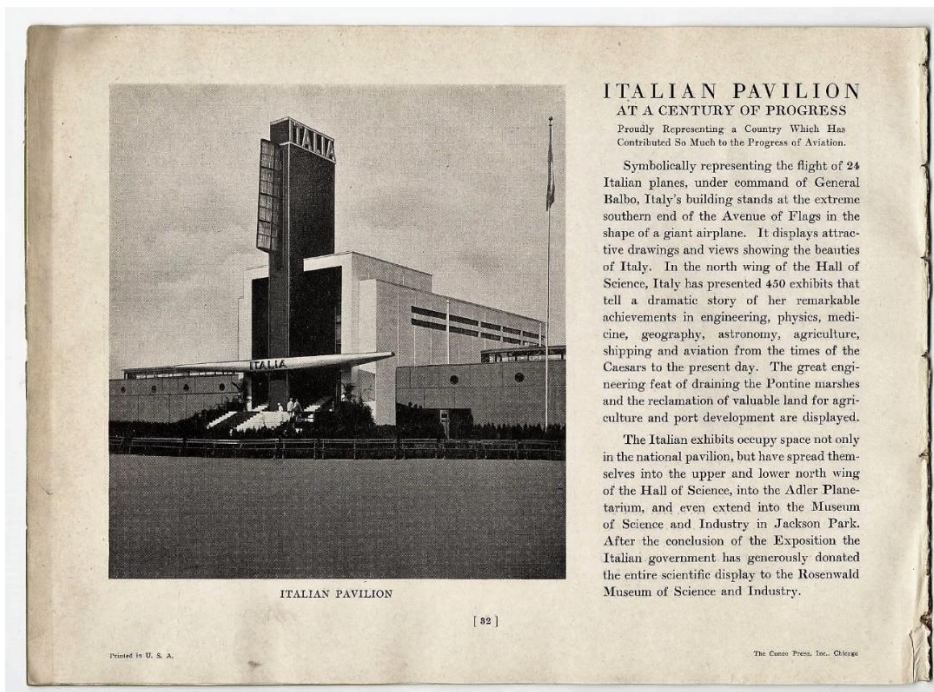 ITALIA
ITALIA
ITALIAN PAVILION
ITALIAN PAVILION
AT A CENTURY OF PROGRESS
Proudly Representing a Country Which Has
Contributed So Much to the Progress of Aviation.
Symbolically representing the flight of 24
Italian planes, under command of General
Balbo, Italy's building stands at the extreme
southern end of the Avenue of Flags in the
shape of a giant airplane. It displays attrac-
tive drawings and views showing the beauties
of Italy. In the north wing of the Hall of
Science, Italy has presented 450 exhibits that
tell a dramatic story of her remarkable
achievements in engineering, physics, medi-
cine, geography, astronomy, agriculture,
shipping and aviation from the times of the
Caesars to the present day. The great engi-
neering feat of draining the Pontine marshes
and the reclamation of valuable land for agri-
culture and port development are displayed.
The Italian exhibits occupy space not only
in the national pavilion, but have spread them-
selves into the upper and lower north wing
of the Hall of Science, into the Adler Plane-
tarium, and even extend into the Museum
of Science and Industry in Jackson Park.
After the conclusion of the Exposition the
Italian government has generously donated
the entire scientific display to the Rosenwald
Museum of Science and Industry.
[ 32 ]
Printed in U. S. A.
The Cuneo Press, Inc., Chicago